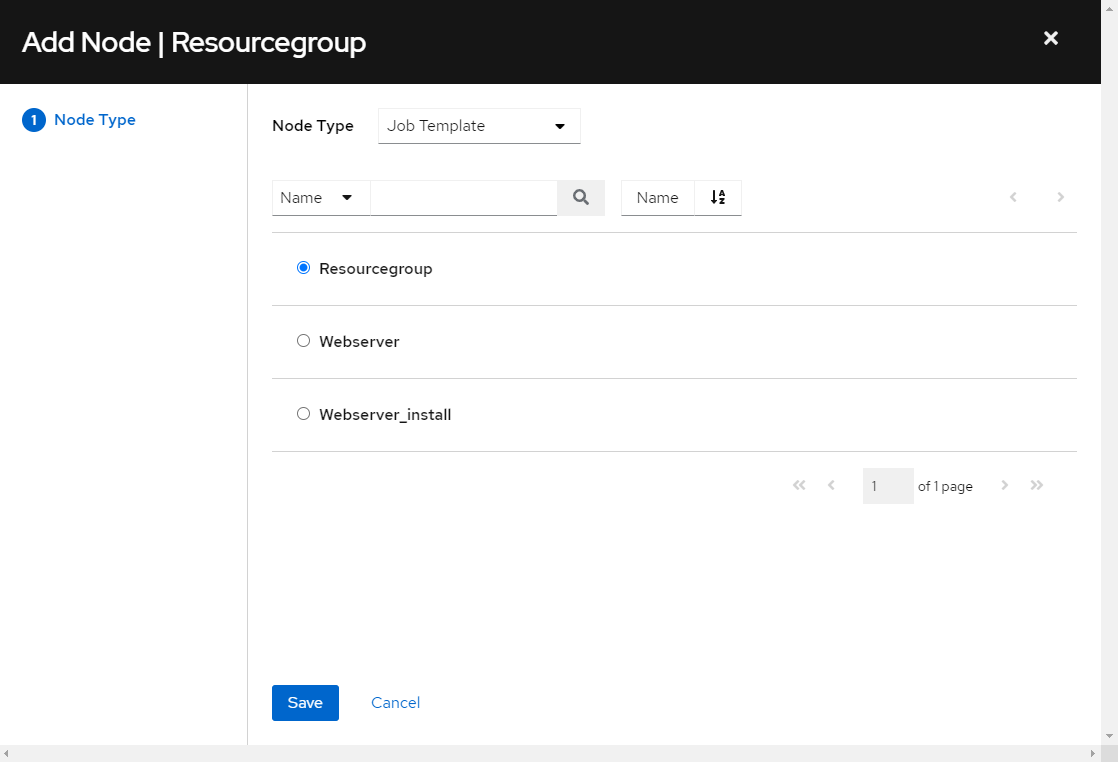 Add Node | Resourcegroup
1 Node Type
Node Type Job Template
Name Name
Resourcegroup
Webserver
Webserver_install
1 of 1 page
Save Cancel